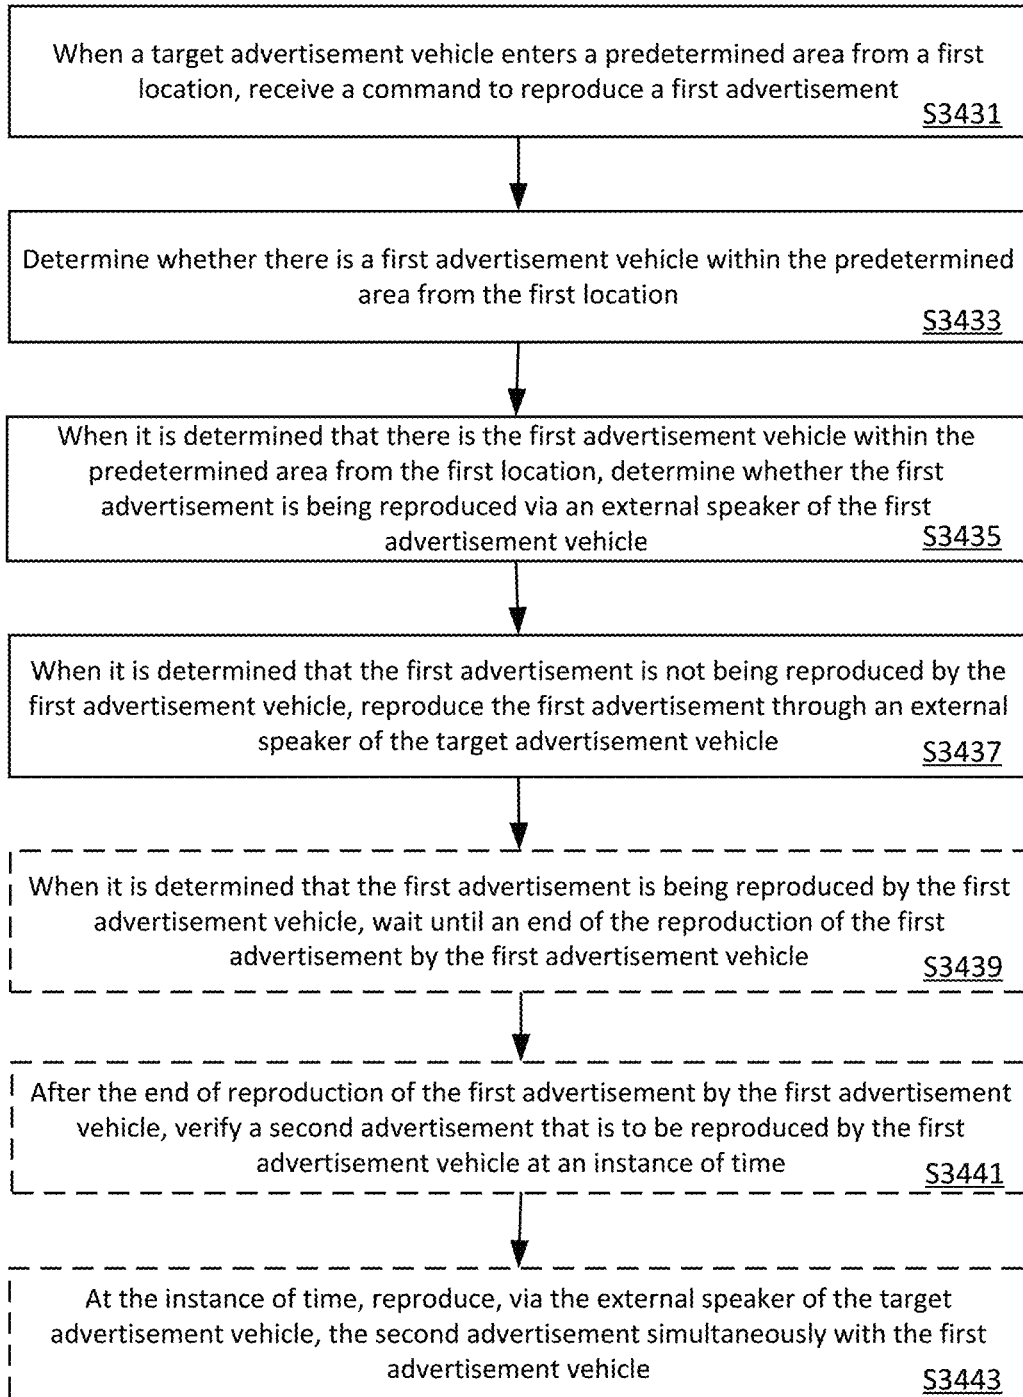 When a target advertisement vehicle enters a predetermined area from a first
location, receive a command to reproduce a first advertisement
S3431
Determine whether there is a first advertisement vehicle within the predetermined
area from the first location
S3433
When it is determined that there is the first advertisement vehicle within the
predetermined area from the first location, determine whether the first
advertisement is being reproduced via an external speaker of the first
advertisement vehicle
S3435
When it is determined that the first advertisement is not being reproduced by the
first advertisement vehicle, reproduce the first advertisement through an external
speaker of the target advertisement vehicle
S3437
When it is determined that the first advertisement is being reproduced by the first
advertisement vehicle, wait until an end of the reproduction of the first
advertisement by the first advertisement vehicle
S3439
After the end of reproduction of the first advertisement by the first advertisement
vehicle, verify a second advertisement that is to be reproduced by the first
advertisement vehicle at an instance of time
S3441
At the instance of time, reproduce, via the external speaker of the target
advertisement vehicle, the second advertisement simultaneously with the first
advertisement vehicle
S3443